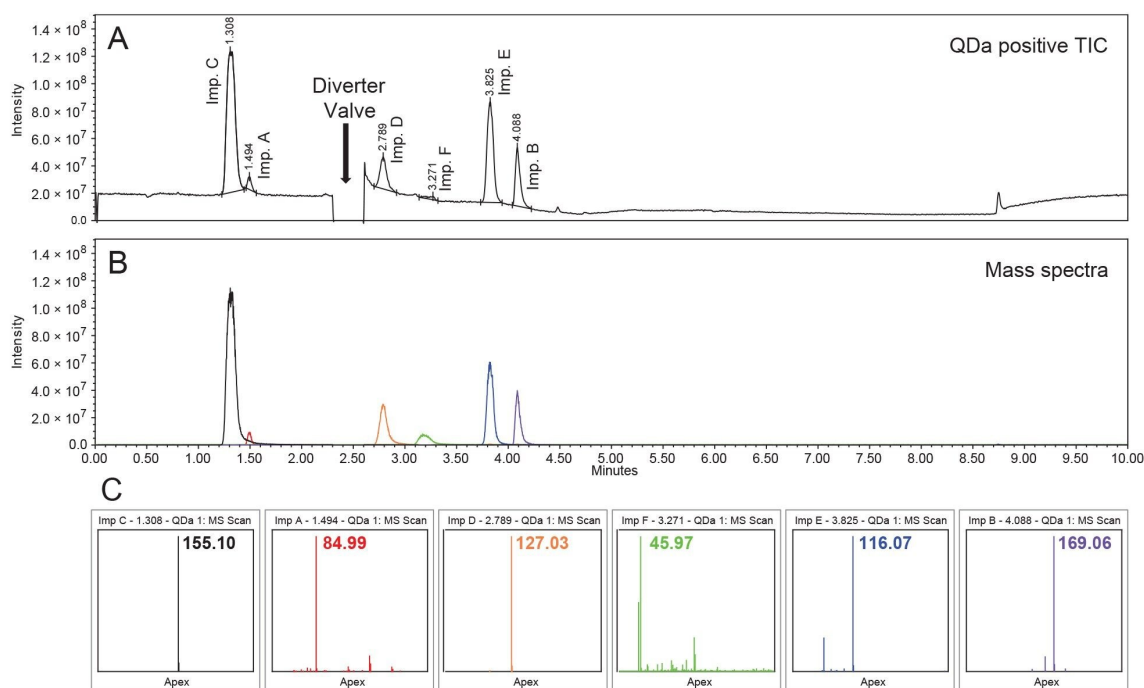 A
QDa positive TIC
Intensity
1.4 × 10⁸
1.2 × 10⁸
1.0 × 10⁸
8.0 × 10⁷
6.0 × 10⁷
4.0 × 10⁷
2.0 × 10⁷
0.0
Imp. C
1.308
1.494
Imp. A
Diverter
Valve
2.789
Imp. D
3.271
Imp. F
3.825
Imp. E
4.088
Imp. B
B
Mass spectra
Intensity
1.4 × 10⁸
1.2 × 10⁸
1.0 × 10⁸
8.0 × 10⁷
6.0 × 10⁷
4.0 × 10⁷
2.0 × 10⁷
0.0
0.00 0.50 1.00 1.50 2.00 2.50 3.00 3.50 4.00 4.50 5.00 5.50 6.00 6.50 7.00 7.50 8.00 8.50 9.00 9.50 10.00
Minutes
C
Imp C - 1.308 - QDa 1: MS Scan
155.10
Apex
Imp A - 1.494 - QDa 1: MS Scan
84.99
Apex
Imp D - 2.789 - QDa 1: MS Scan
127.03
Apex
Imp F - 3.271 - QDa 1: MS Scan
45.97
Apex
Imp E - 3.825 - QDa 1: MS Scan
116.07
Apex
Imp B - 4.088 - QDa 1: MS Scan
169.06
Apex